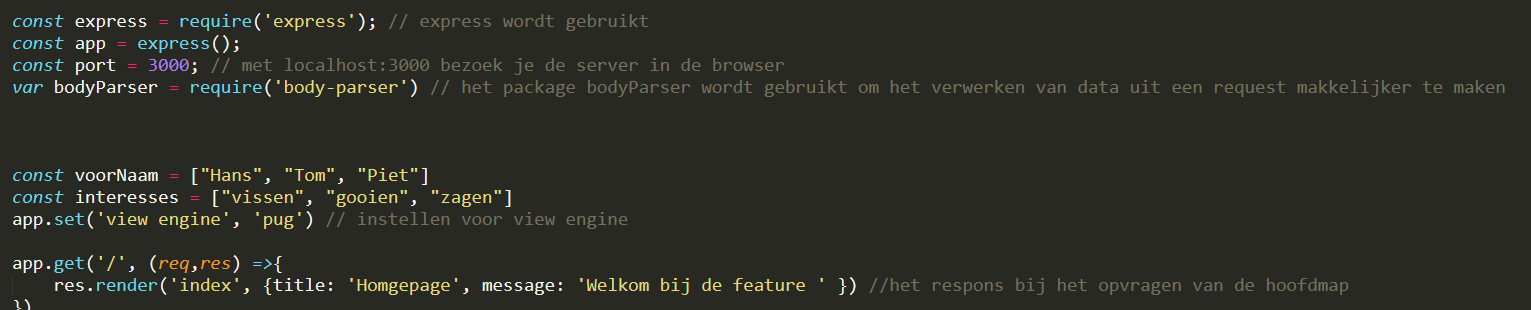 const express = require('express'); // express wordt gebruikt
const app = express();
const port = 3000; // met localhost:3000 bezoek je de server in de browser
var bodyParser = require('body-parser') // het package bodyParser wordt gebruikt om het verwerken van data uit een request makkelijker te maken
const voorNaam = ["Hans", "Tom", "Piet"]
const interesses = ["vissen", "gooien", "zagen"]
app.set('view engine', 'pug') // instellen voor view engine
app.get('/', (req,res) =>{
    res.render('index', {title: 'Homgepage', message: 'Welkom bij de feature ' }) //het respons bij het opvragen van de hoofdmap
})